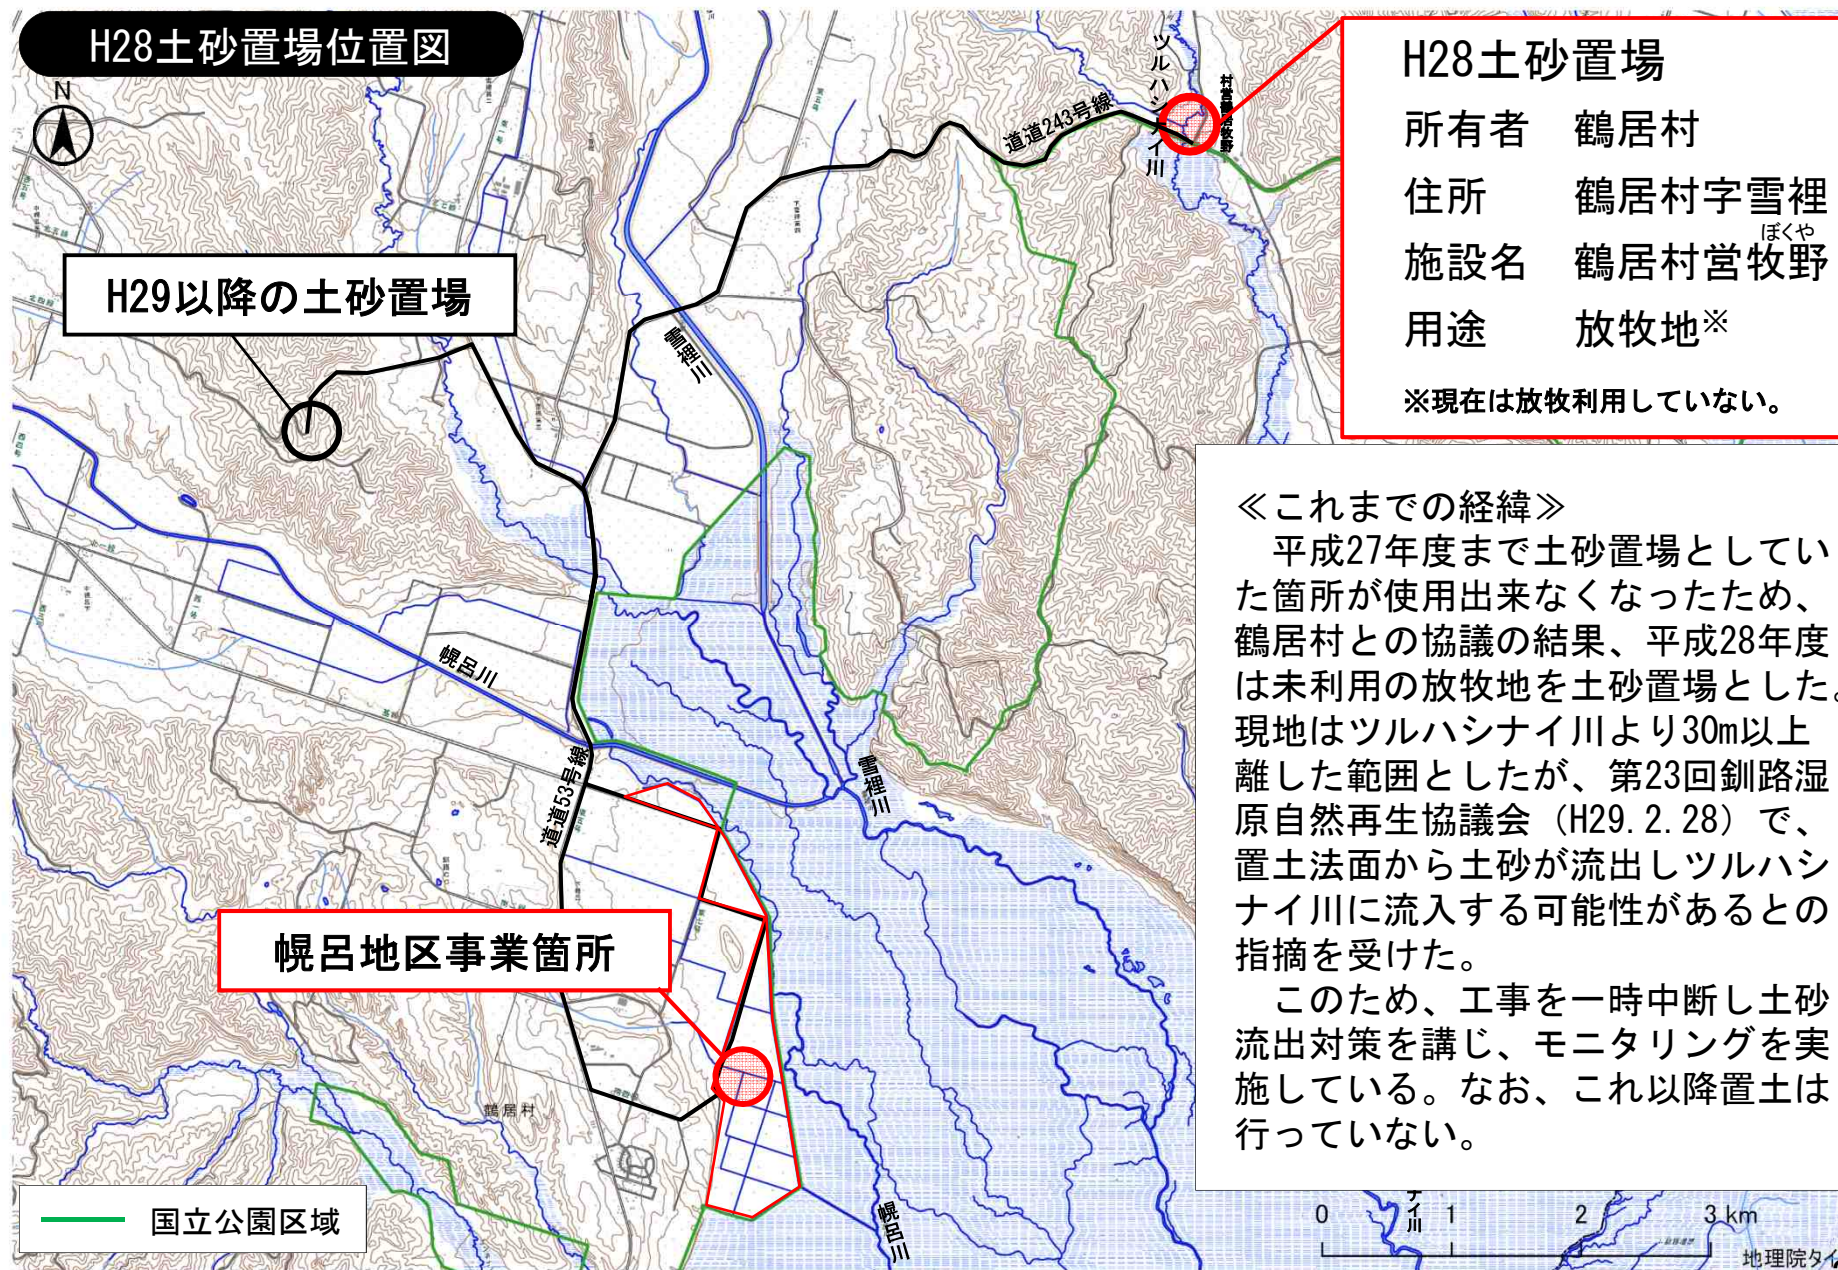 H28土砂置場位置図
N
H29以降の土砂置場
道道243号線
ツルハシナイ川
村営鶴居牧野
雪裡川
幌呂川
道道53号線
雪裡川
幌呂地区事業箇所
鶴居村
幌呂川
国立公園区域
H28土砂置場
所有者 鶴居村
住所 鶴居村字雪裡
ぼくや
施設名 鶴居村営牧野
用途 放牧地※
※現在は放牧利用していない。
≪これまでの経緯≫
平成27年度まで土砂置場としてい
た箇所が使用出来なくなったため、
鶴居村との協議の結果、平成28年度
は未利用の放牧地を土砂置場とした。
現地はツルハシナイ川より30m以上
離した範囲としたが、第23回釧路湿
原自然再生協議会（H29.2.28）で、
置土法面から土砂が流出しツルハシ
ナイ川に流入する可能性があるとの
指摘を受けた。
このため、工事を一時中断し土砂
流出対策を講じ、モニタリングを実
施している。なお、これ以降置土は
行っていない。
ナイ川
0 1 2 3 km
地理院タイ